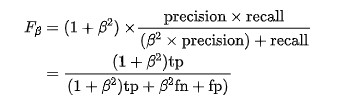 F_β = (1 + β²) × precision × recall / (β² × precision) + recall
= (1 + β²)tp / (1 + β²)tp + β²fn + fp)